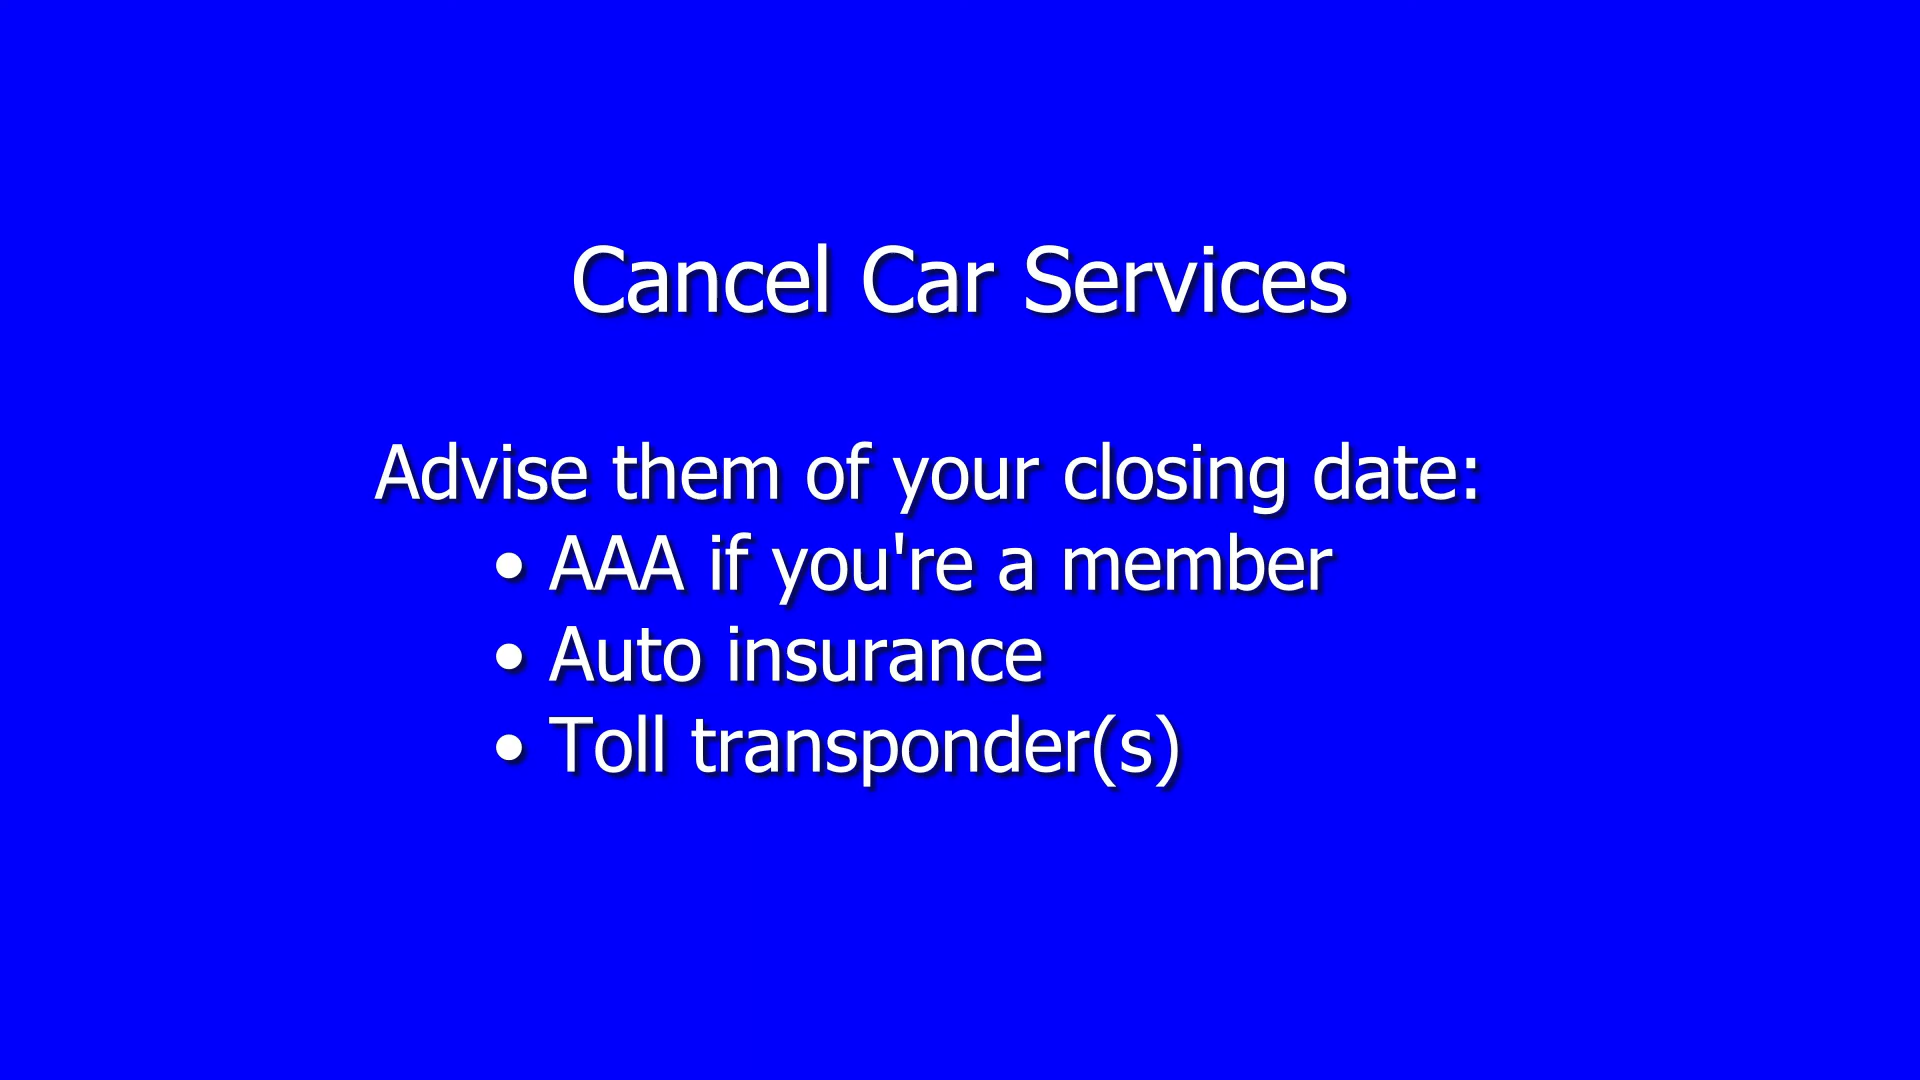 Cancel Car Services
Advise them of your closing date:
• AAA if you're a member
• Auto insurance
• Toll transponder(s)